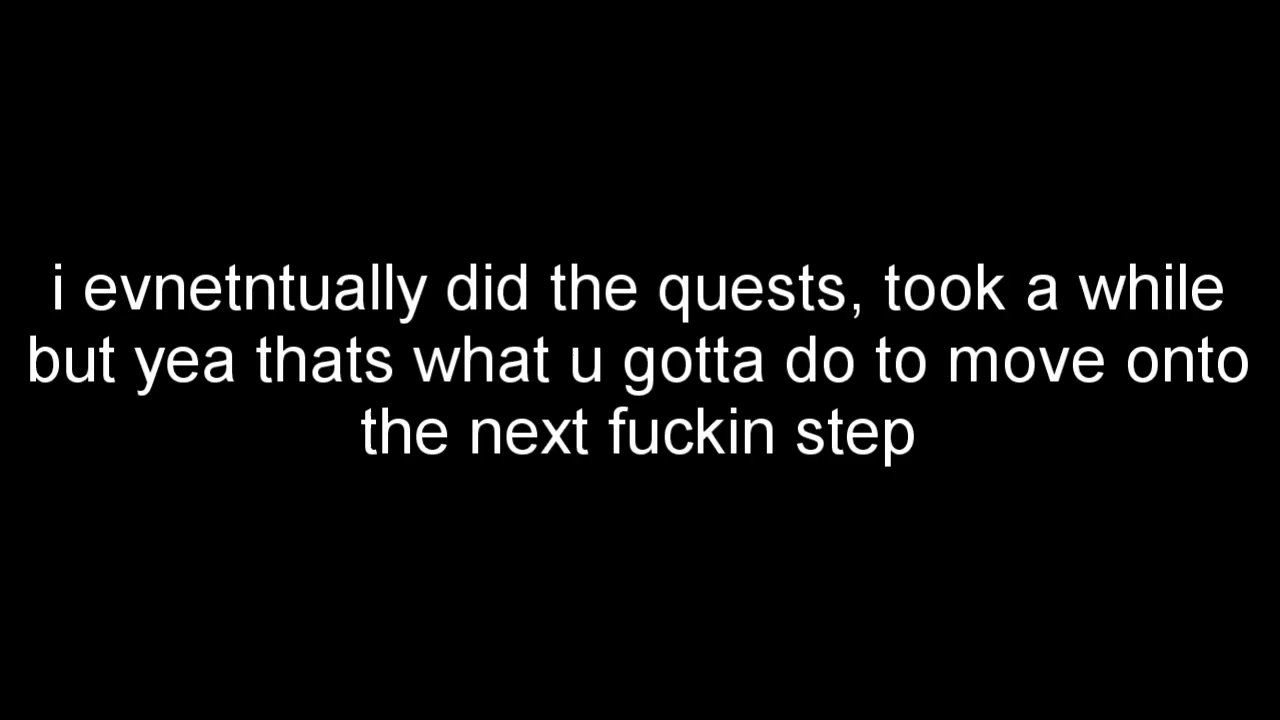 i evnetntually did the quests, took a while
but yea thats what u gotta do to move onto
the next fuckin step